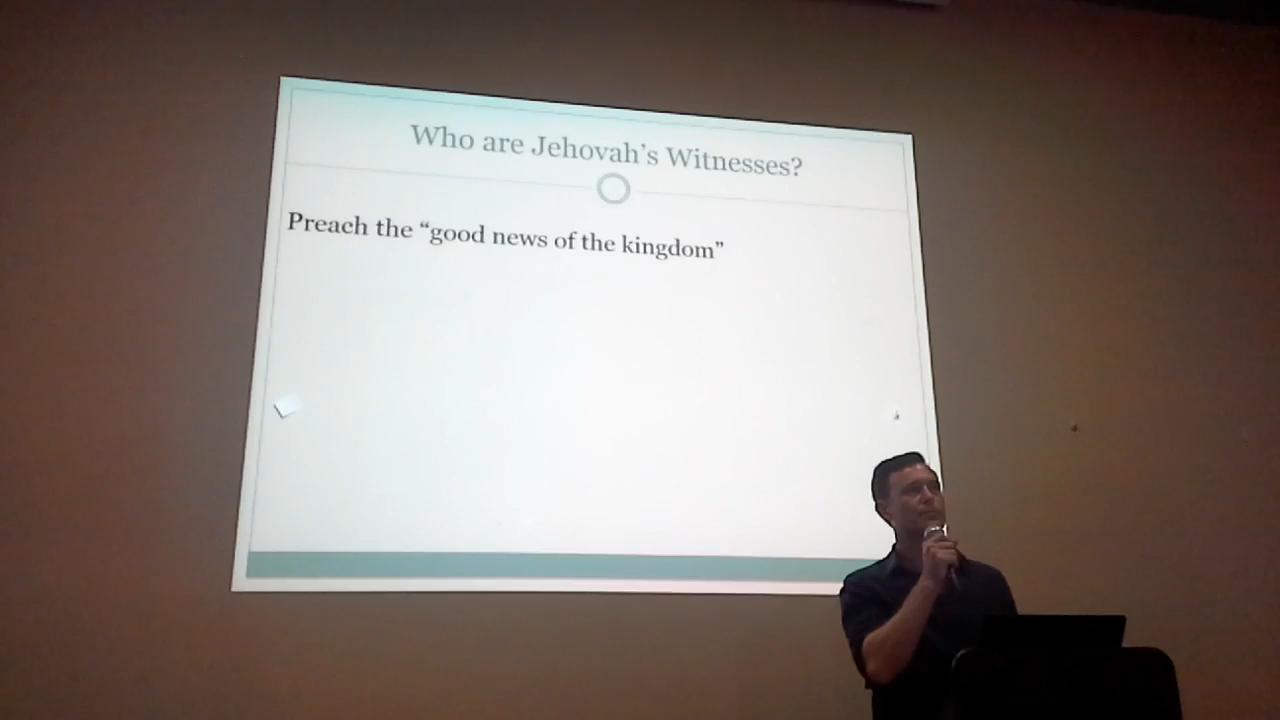 Who are Jehovah's Witnesses?
Preach the “good news of the kingdom”